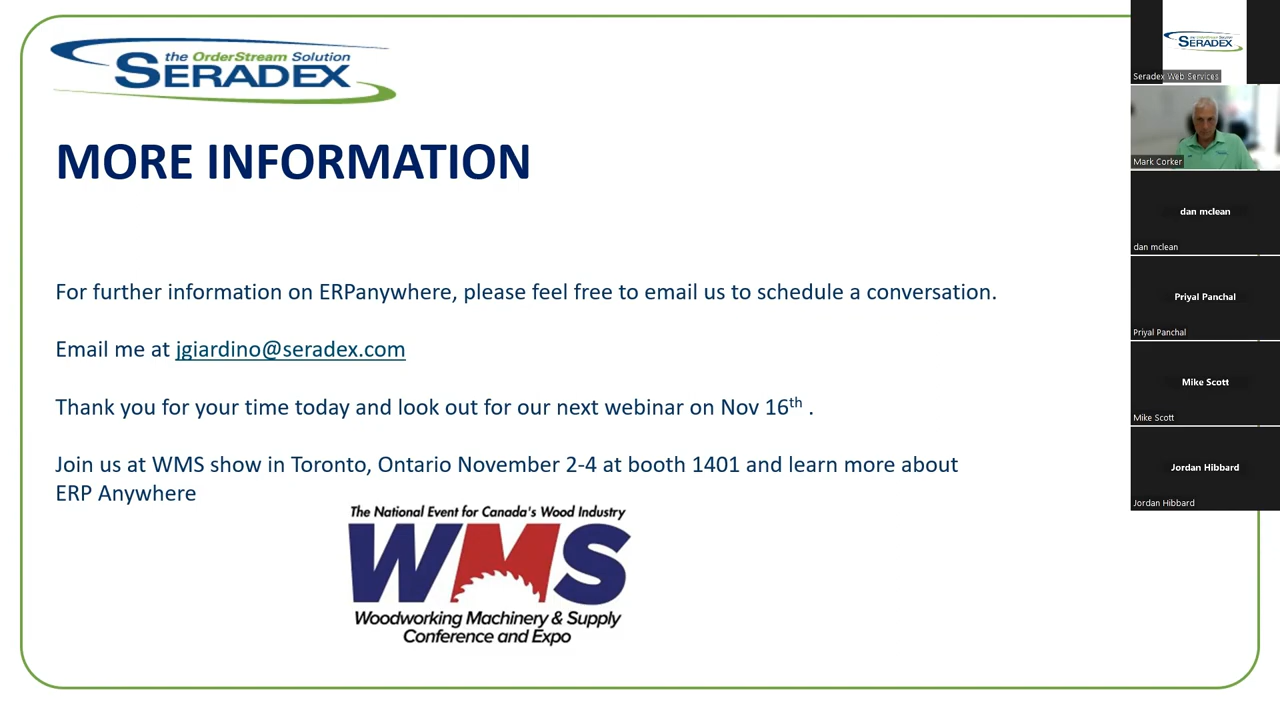 the OrderStream Solution
SERADEX
MORE INFORMATION
For further information on ERPanywhere, please feel free to email us to schedule a conversation.
Email me at jgiardino@seradex.com
Thank you for your time today and look out for our next webinar on Nov 16th .
Join us at WMS show in Toronto, Ontario November 2-4 at booth 1401 and learn more about
ERP Anywhere
The National Event for Canada's Wood Industry
WMS
Woodworking Machinery & Supply
Conference and Expo
the OrderStream Solution
SERADEX
Seradex Web Services
Mark Corker
dan mclean
dan mclean
Priyal Panchal
Priyal Panchal
Mike Scott
Mike Scott
Jordan Hibbard
Jordan Hibbard